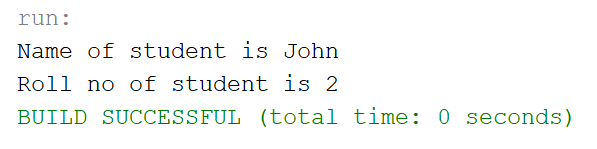 run:
Name of student is John
Roll no of student is 2
BUILD SUCCESSFUL (total time: 0 seconds)